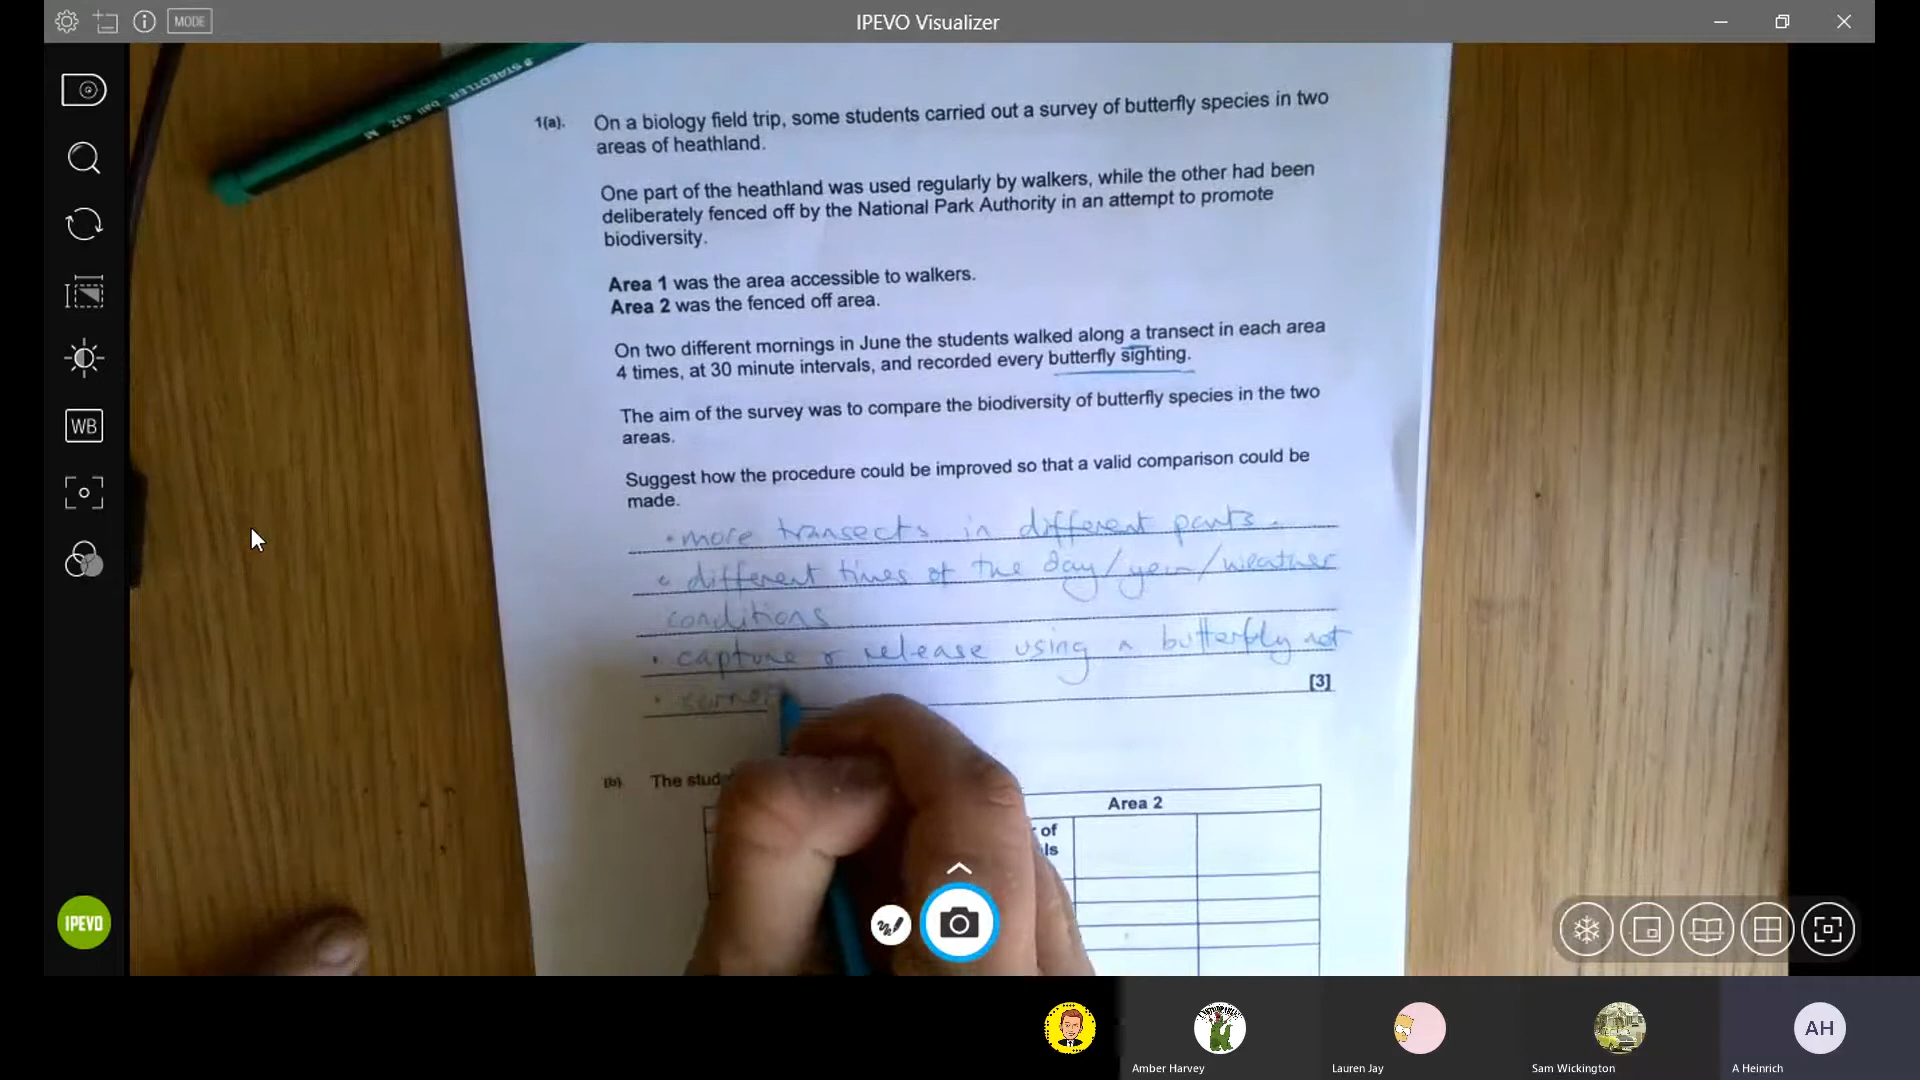 MODE
IPEVO Visualizer
STAEDTLER ball 432 M
1(a). On a biology field trip, some students carried out a survey of butterfly species in two
areas of heathland.
One part of the heathland was used regularly by walkers, while the other had been
deliberately fenced off by the National Park Authority in an attempt to promote
biodiversity.
Area 1 was the area accessible to walkers.
Area 2 was the fenced off area.
On two different mornings in June the students walked along a transect in each area
4 times, at 30 minute intervals, and recorded every butterfly sighting.
The aim of the survey was to compare the biodiversity of butterfly species in the two
areas.
Suggest how the procedure could be improved so that a valid comparison could be
made.
• more transects in different parts.
• different times of the day/year/weather
conditions
• capture & release using a butterfly net
[3]
(b) The stud
Area 2
of
ls
WB
IPEVO
AH
Amber Harvey
Lauren Jay
Sam Wickington
A Heinrich